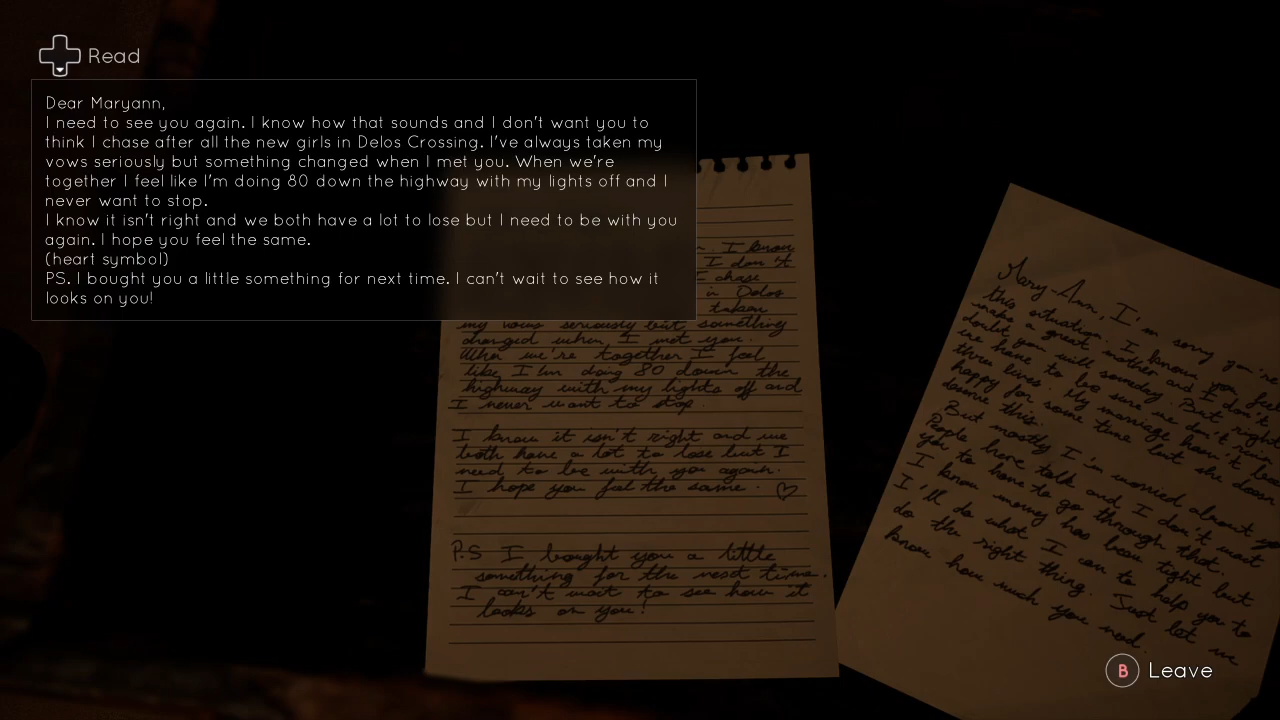 Read
Dear Maryann,
I need to see you again. I know how that sounds and I don't want you to
think I chase after all the new girls in Delos Crossing. I've always taken my
vows seriously but something changed when I met you. When we're
together I feel like I'm doing 80 down the highway with my lights off and I
never want to stop.
I know it isn't right and we both have a lot to lose but I need to be with you
again. I hope you feel the same.
(heart symbol)
PS. I bought you a little something for next time. I can't wait to see how it
looks on you!
I know
I don't
I chase
in Delos
taken
my vows seriously but something
changed when I met you.
When we're together I feel
like I'm doing 80 down the
highway with my lights off and
I never want to stop.
I know it isn't right and we
both have a lot to lose but I
need to be with you again.
I hope you feel the same. ♡
P.S I bought you a little
something for the next time.
I can't wait to see how it
looks on you!
Mary-Ann, I'm sorry you're
this situation. I know you
make a great mother and I don't
doubt you will someday. But right
we have to be sure we don't ruin
three lives. My marriage hasn't been
happy for some time but she doesn
deserve this.
But mostly I'm worried about you
People here talk and I don't want
you to have to go through that.
I know money has been tight but
I'll do what I can to help you to
do the right thing. Just let me
know how much you need.
B Leave